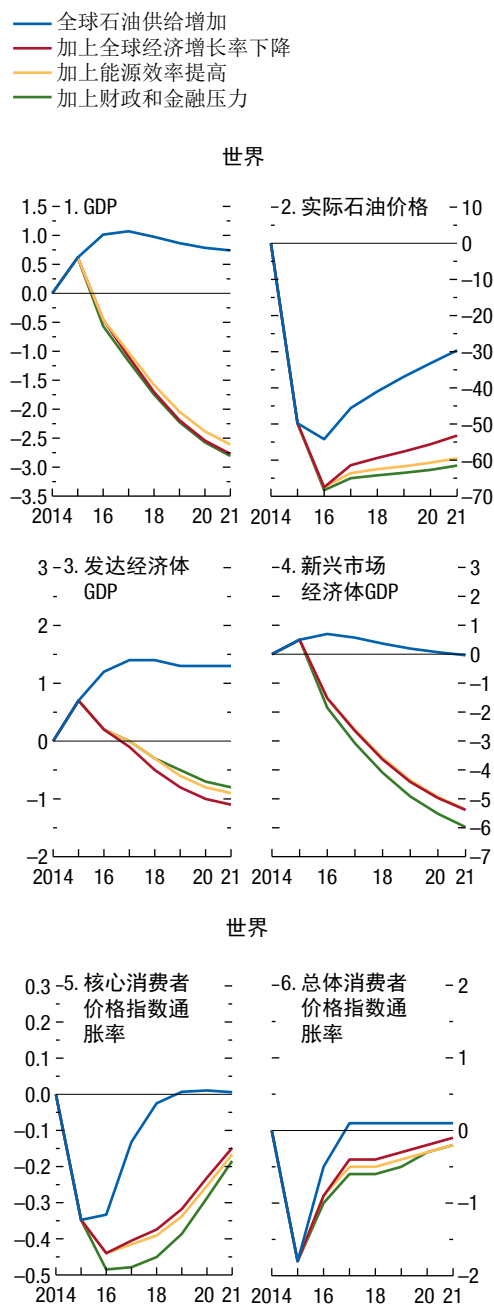 全球石油供给增加
加上全球经济增长率下降
加上能源效率提高
加上财政和金融压力
世界
1. GDP
1.5
1.0
0.5
0.0
–0.5
–1.0
–1.5
–2.0
–2.5
–3.0
–3.5
2014 16 18 20 21
2. 实际石油价格
10
0
–10
–20
–30
–40
–50
–60
–70
2014 16 18 20 21
3. 发达经济体
GDP
3
2
1
0
–1
–2
2014 16 18 20 21
4. 新兴市场
经济体GDP
3
2
1
0
–1
–2
–3
–4
–5
–6
–7
2014 16 18 20 21
世界
5. 核心消费者
价格指数通
胀率
0.3
0.2
0.1
0.0
–0.1
–0.2
–0.3
–0.4
–0.5
2014 16 18 20 21
6. 总体消费者
价格指数通
胀率
2
1
0
–1
–2
2014 16 18 20 21